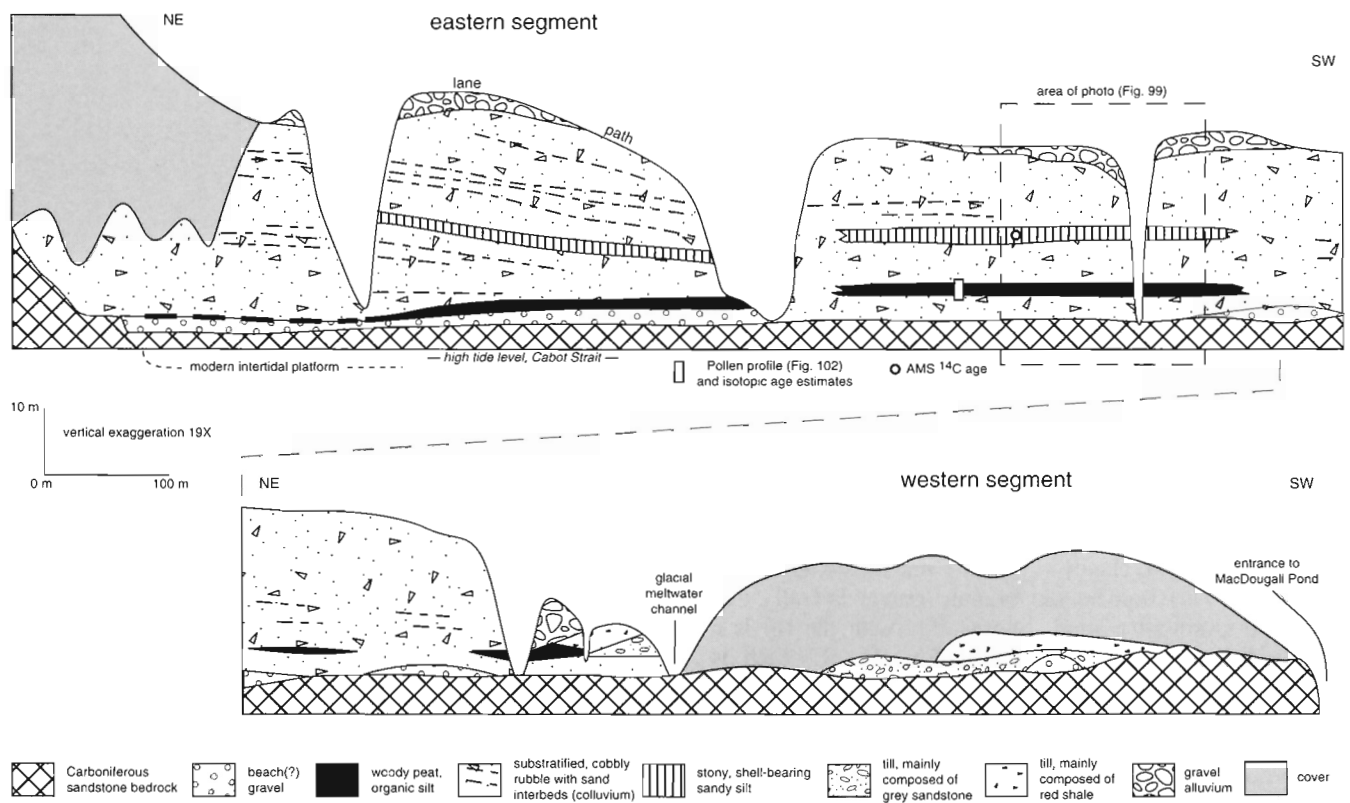 NE
eastern segment
SW
lane
path
area of photo (Fig. 99)
modern intertidal platform
— high tide level, Cabot Strait —
Pollen profile (Fig. 102)
and isotopic age estimates
AMS ¹⁴C age
10 m
vertical exaggeration 19X
0 m
100 m
NE
western segment
SW
glacial
meltwater
channel
entrance to
MacDougall Pond
Carboniferous
sandstone bedrock
beach(?)
gravel
woody peat,
organic silt
substratified, cobbly
rubble with sand
interbeds (colluvium)
stony, shell-bearing
sandy silt
till, mainly
composed of
grey sandstone
till, mainly
composed of
red shale
gravel
alluvium
cover